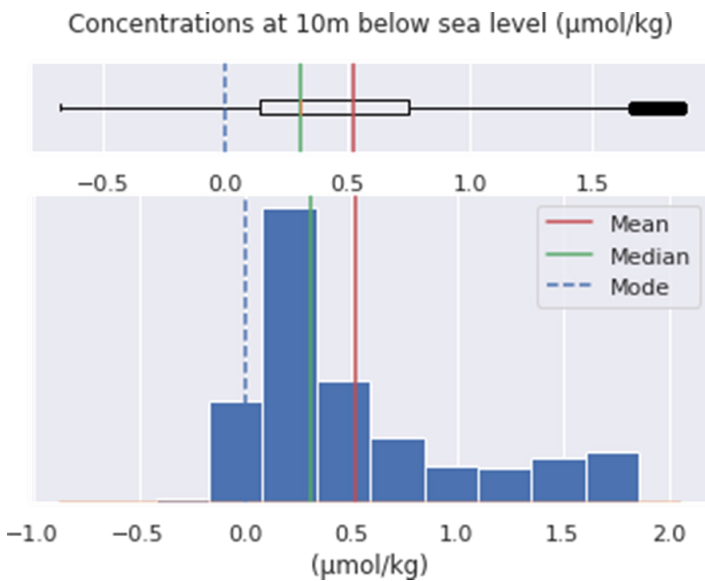 Concentrations at 10m below sea level (μmol/kg)
−0.5 0.0 0.5 1.0 1.5
Mean
Median
Mode
−1.0 −0.5 0.0 0.5 1.0 1.5 2.0
(μmol/kg)